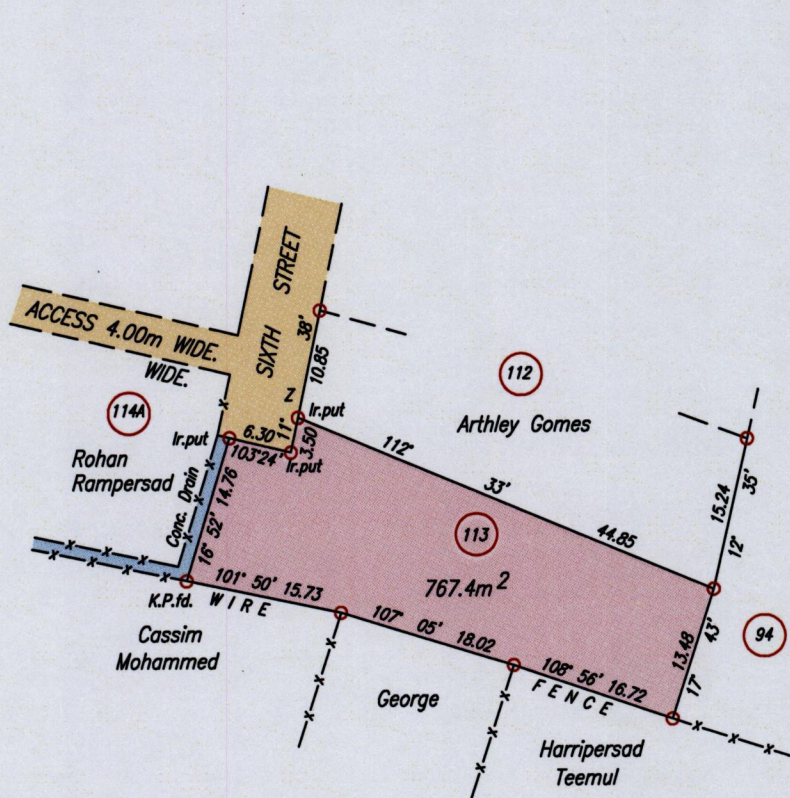 SIXTH STREET
ACCESS 4.00m WIDE.
WIDE.
38'
10.85
Z
11°
3.50
Ir.put
112
Arthley Gomes
114A
Rohan
Rampersad
Ir.put
6.30
103°24'
Ir.put
112°
33'
44.85
Conc. Drain
16° 52' 14.76
113
767.4m2
15.24
35'
12°
K.P.fd.
101° 50' 15.73
107° 05' 18.02
108° 56' 16.72
13.48
43'
17°
94
WIRE
FENCE
Cassim
Mohammed
George
Harripersad
Teemul